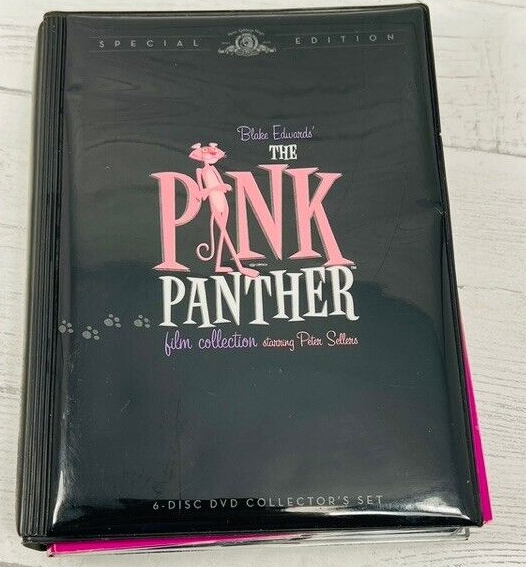 SPECIAL EDITION
Blake Edwards'
THE
PINK
PANTHER
film collection starring Peter Sellers
6-DISC DVD COLLECTOR'S SET